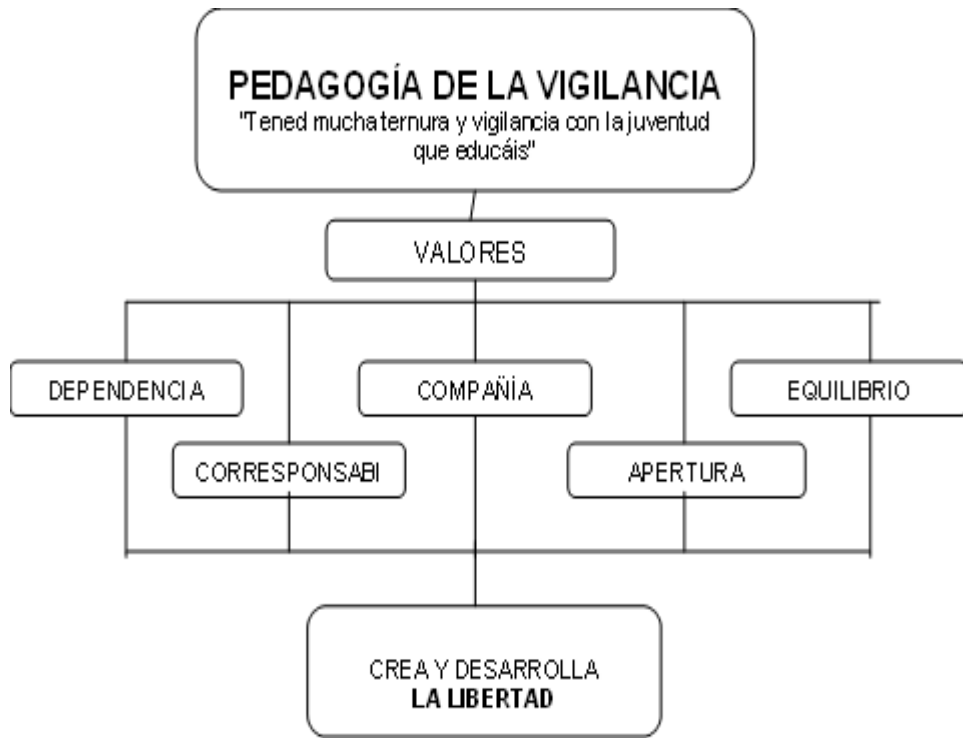 PEDAGOGÍA DE LA VIGILANCIA
"Tened mucha ternura y vigilancia con la juventud
que educáis"
VALORES
DEPENDENCIA
COMPAÑÍA
EQUILIBRIO
CORRESPONSABI
APERTURA
CREA Y DESARROLLA
LA LIBERTAD